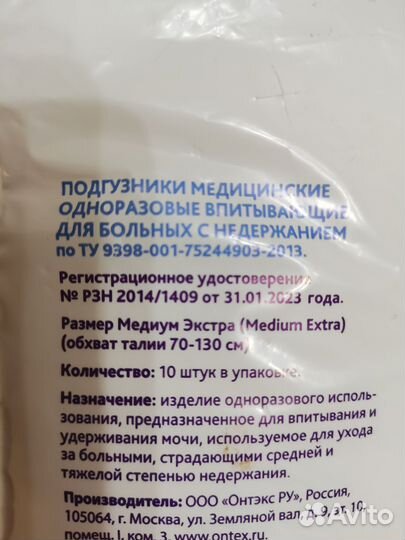 ПОДГУЗНИКИ МЕДИЦИНСКИЕ
ОДНОРАЗОВЫЕ ВПИТЫВАЮЩИЕ
ДЛЯ БОЛЬНЫХ С НЕДЕРЖАНИЕМ
по ТУ 9398-001-75244903-2013.
Регистрационное удостоверение
№ РЗН 2014/1409 от 31.01.2023 года.
Размер Медиум Экстра (Medium Extra)
(обхват талии 70-130 см)
Количество: 10 штук в упаковке.
Назначение: изделие одноразового исполь-
зования, предназначенное для впитывания и
удерживания мочи, используемое для ухода
за больными, страдающими средней и
тяжелой степенью недержания.
Производитель: ООО «Онтэкс РУ», Россия,
105064, г. Москва, ул. Земляной вал, д. 9, эт. 10,
помещ. I, ком. 3. www.ontex.ru
Avito